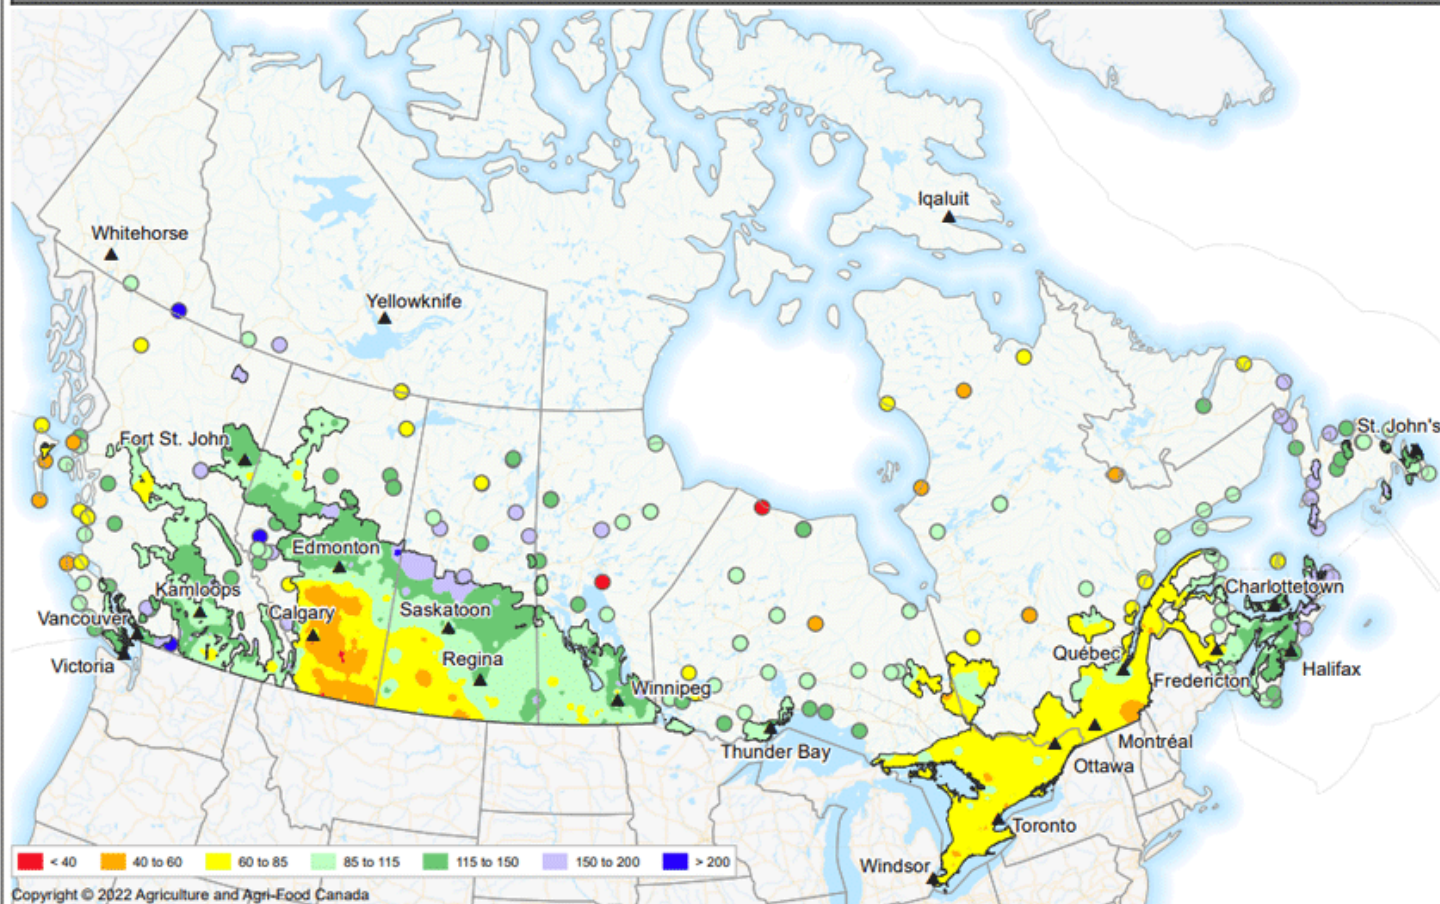 Iqaluit
Whitehorse
Yellowknife
St. John's
Fort St. John
Edmonton
Kamloops
Calgary
Saskatoon
Charlottetown
Vancouver
Québec
Victoria
Regina
Winnipeg
Fredericton
Halifax
Thunder Bay
Montréal
Ottawa
Toronto
Windsor
< 40 40 to 60 60 to 85 85 to 115 115 to 150 150 to 200 > 200
Copyright © 2022 Agriculture and Agri-Food Canada